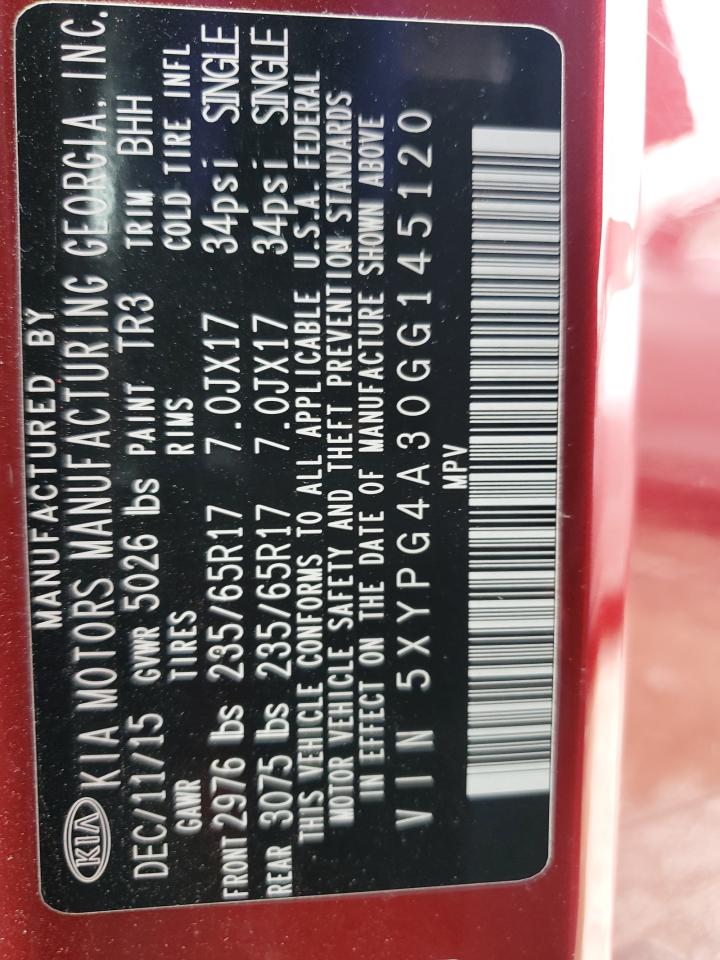 MANUFACTURED BY
KIA KIA MOTORS MANUFACTURING GEORGIA, INC.
DEC/11/15 GVWR 5026 lbs PAINT TR3 TRIM BHH
GAWR TIRES RIMS COLD TIRE INFL
FRONT 2976 lbs 235/65R17 7.0JX17 34psi SINGLE
REAR 3075 lbs 235/65R17 7.0JX17 34psi SINGLE
THIS VEHICLE CONFORMS TO ALL APPLICABLE U.S.A. FEDERAL
MOTOR VEHICLE SAFETY AND THEFT PREVENTION STANDARDS
IN EFFECT ON THE DATE OF MANUFACTURE SHOWN ABOVE
VIN 5XYPG4A30GG145120
MPV